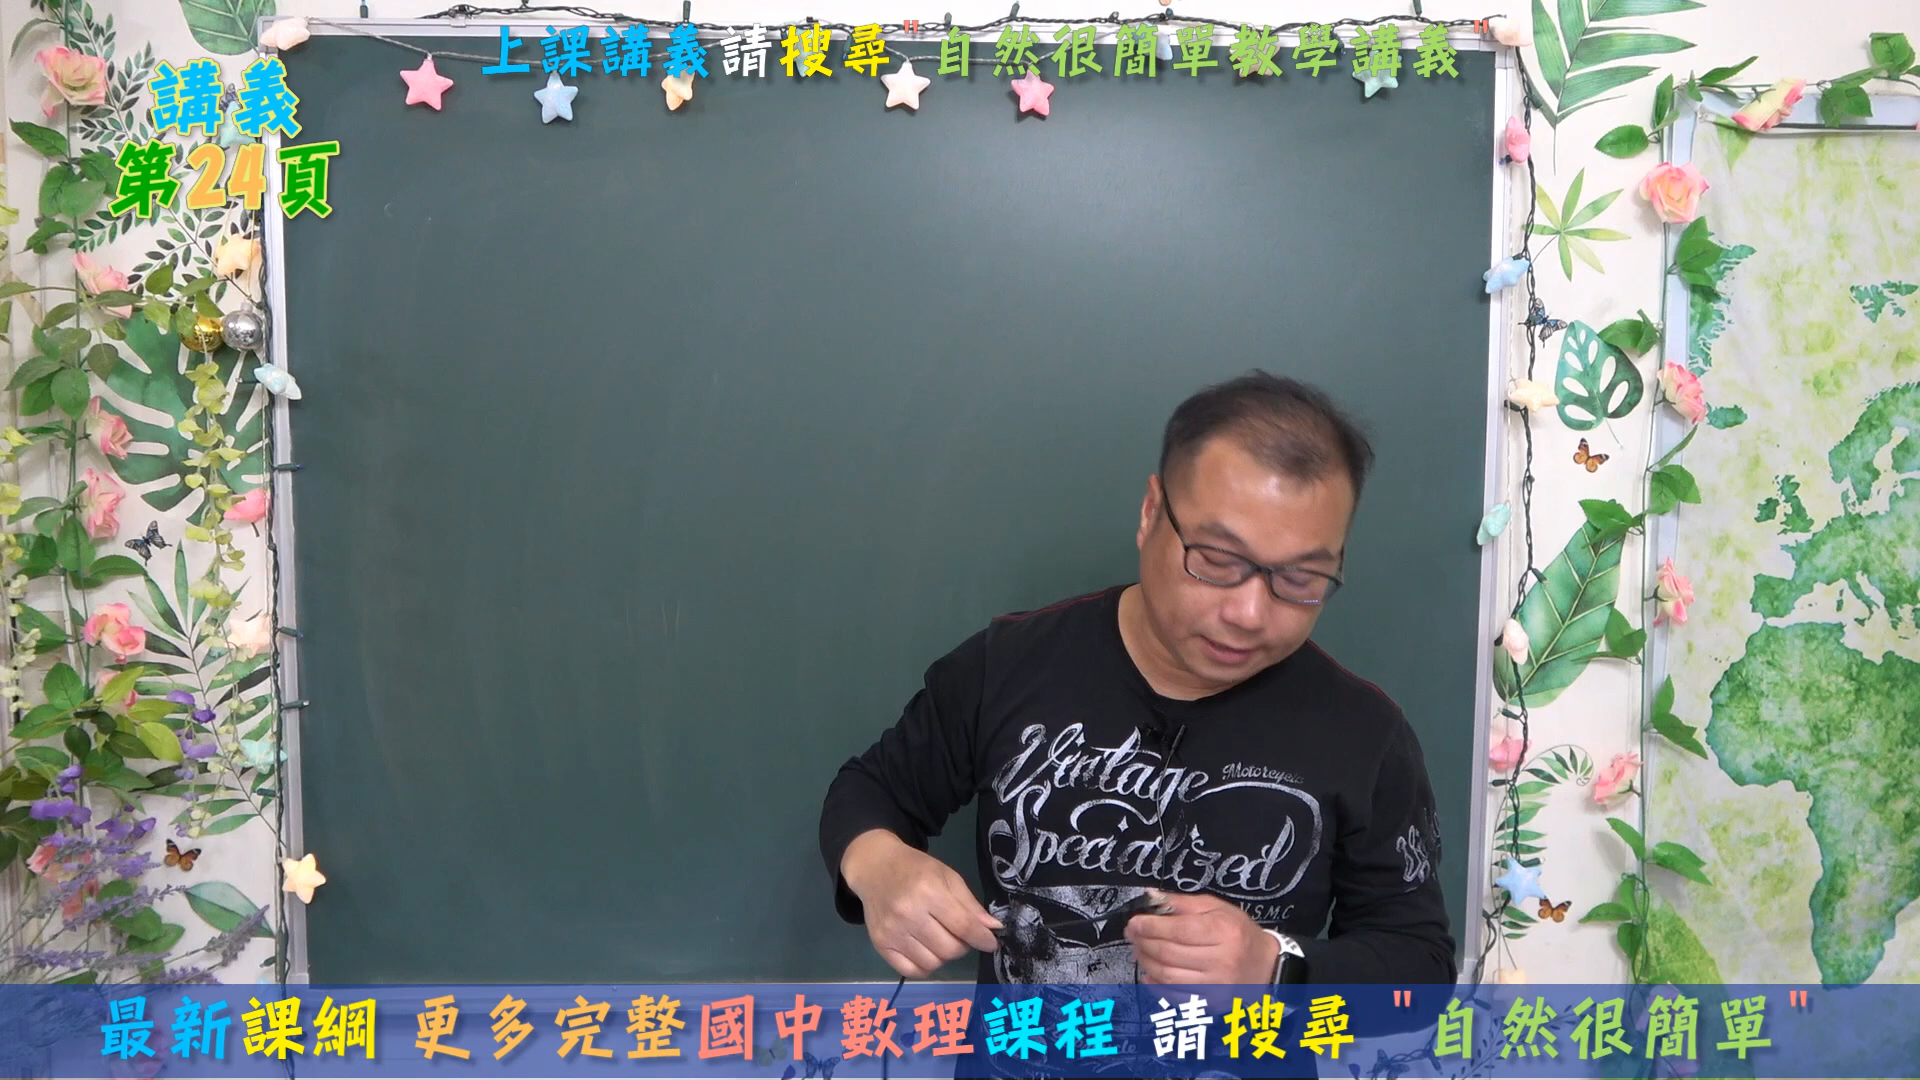 上課講義請搜尋"自然很簡單教學講義"
講義
第24頁
Vintage
Motorcycle
Specialized
V.S.M.C
最新課綱 更多完整國中數理課程 請搜尋 "自然很簡單"